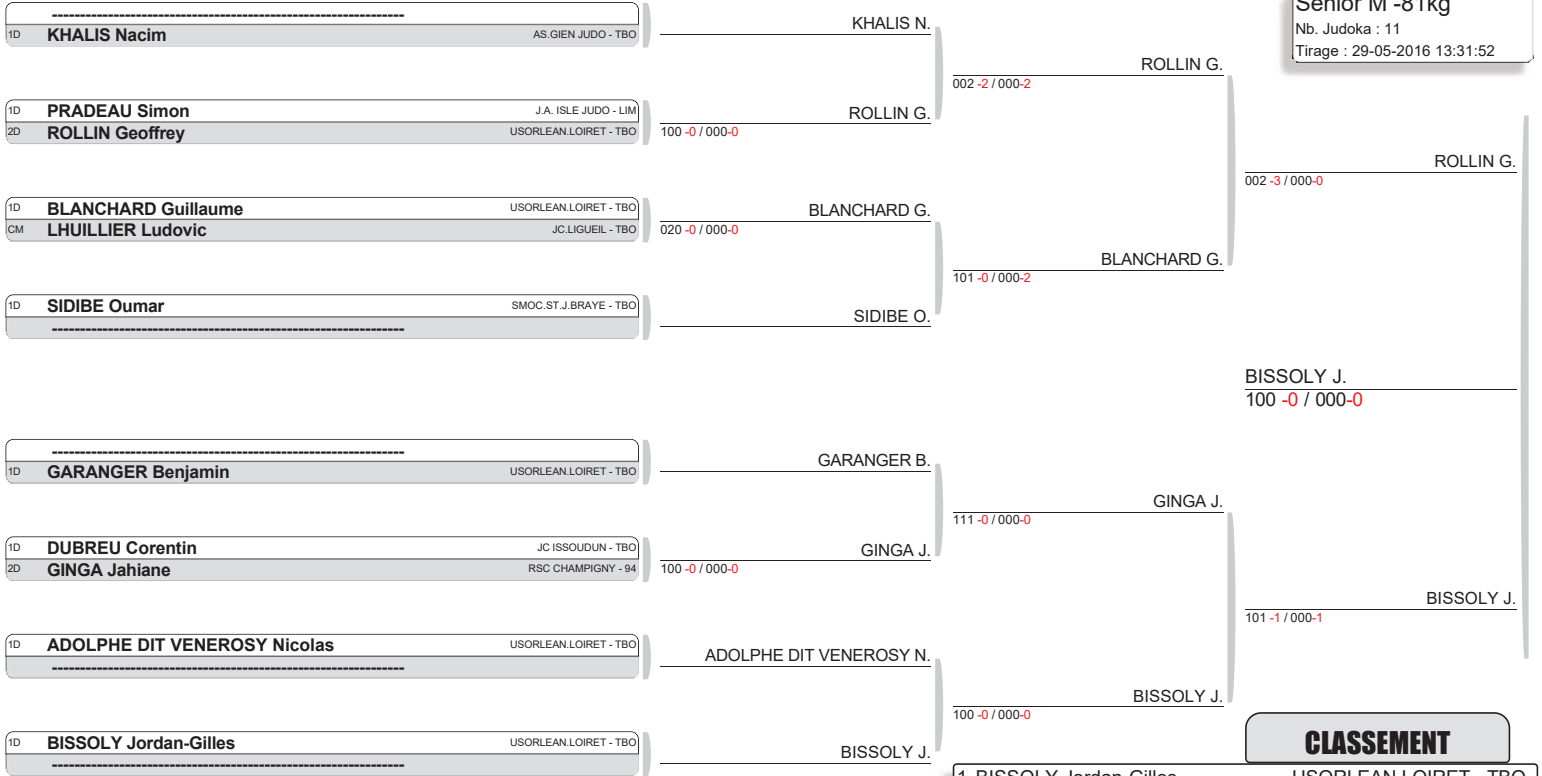 Senior M -81kg
Nb. Judoka : 11
Tirage : 29-05-2016 13:31:52
------------------------------------------------------------
1D KHALIS Nacim AS.GIEN JUDO - TBO
1D PRADEAU Simon J.A. ISLE JUDO - LIM
2D ROLLIN Geoffrey USORLEAN.LOIRET - TBO
1D BLANCHARD Guillaume USORLEAN.LOIRET - TBO
CM LHUILLIER Ludovic JC.LIGUEIL - TBO
1D SIDIBE Oumar SMOC.ST.J.BRAYE - TBO
------------------------------------------------------------
------------------------------------------------------------
1D GARANGER Benjamin USORLEAN.LOIRET - TBO
1D DUBREU Corentin JC ISSOUDUN - TBO
2D GINGA Jahiane RSC CHAMPIGNY - 94
1D ADOLPHE DIT VENEROSY Nicolas USORLEAN.LOIRET - TBO
------------------------------------------------------------
1D BISSOLY Jordan-Gilles USORLEAN.LOIRET - TBO
------------------------------------------------------------
KHALIS N.
ROLLIN G.
100 -0 / 000-0
BLANCHARD G.
020 -0 / 000-0
SIDIBE O.
GARANGER B.
GINGA J.
100 -0 / 000-0
ADOLPHE DIT VENEROSY N.
BISSOLY J.
ROLLIN G.
002 -2 / 000-2
BLANCHARD G.
101 -0 / 000-2
GINGA J.
111 -0 / 000-0
BISSOLY J.
100 -0 / 000-0
ROLLIN G.
002 -3 / 000-0
BISSOLY J.
100 -0 / 000-0
BISSOLY J.
101 -1 / 000-1
CLASSEMENT
1 BISSOLY Jordan-Gilles USORLEAN.LOIRET - TBO